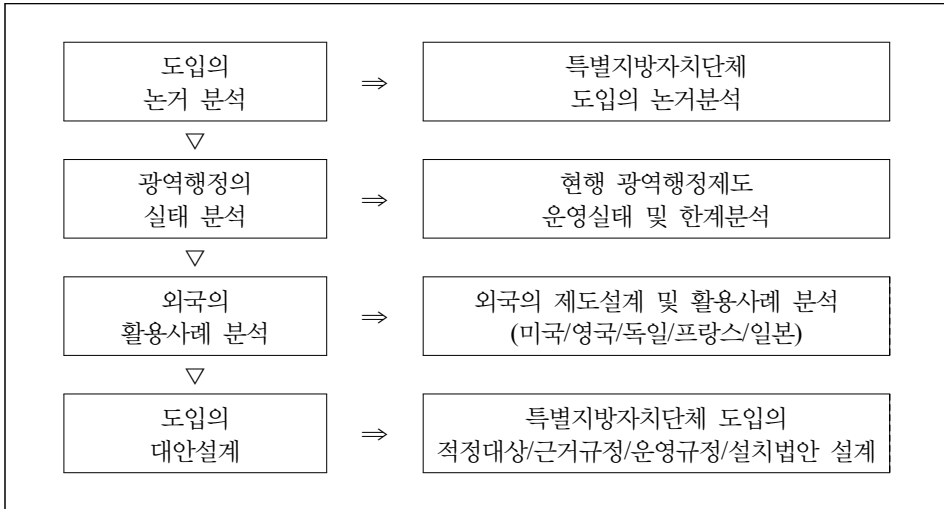 도입의
논거 분석
⇒
특별지방자치단체
도입의 논거분석
▽
광역행정의
실태 분석
⇒
현행 광역행정제도
운영실태 및 한계분석
▽
외국의
활용사례 분석
⇒
외국의 제도설계 및 활용사례 분석
(미국/영국/독일/프랑스/일본)
▽
도입의
대안설계
⇒
특별지방자치단체 도입의
적정대상/근거규정/운영규정/설치법안 설계